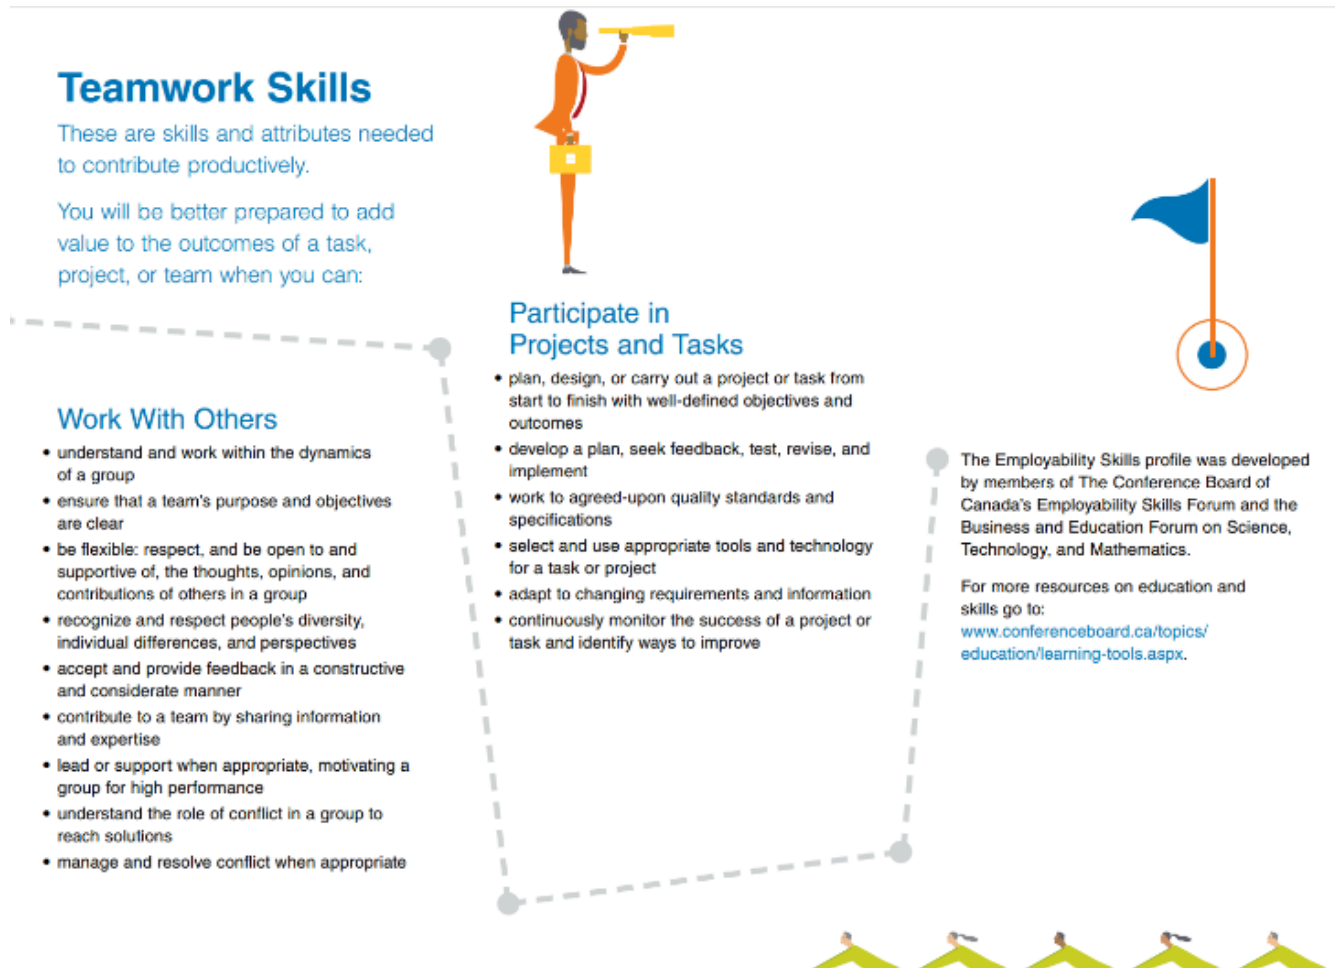 Teamwork Skills
These are skills and attributes needed
to contribute productively.
You will be better prepared to add
value to the outcomes of a task,
project, or team when you can:
Work With Others
• understand and work within the dynamics
of a group
• ensure that a team's purpose and objectives
are clear
• be flexible: respect, and be open to and
supportive of, the thoughts, opinions, and
contributions of others in a group
• recognize and respect people's diversity,
individual differences, and perspectives
• accept and provide feedback in a constructive
and considerate manner
• contribute to a team by sharing information
and expertise
• lead or support when appropriate, motivating a
group for high performance
• understand the role of conflict in a group to
reach solutions
• manage and resolve conflict when appropriate
Participate in
Projects and Tasks
• plan, design, or carry out a project or task from
start to finish with well-defined objectives and
outcomes
• develop a plan, seek feedback, test, revise, and
implement
• work to agreed-upon quality standards and
specifications
• select and use appropriate tools and technology
for a task or project
• adapt to changing requirements and information
• continuously monitor the success of a project or
task and identify ways to improve
The Employability Skills profile was developed
by members of The Conference Board of
Canada's Employability Skills Forum and the
Business and Education Forum on Science,
Technology, and Mathematics.
For more resources on education and
skills go to:
www.conferenceboard.ca/topics/
education/learning-tools.aspx.